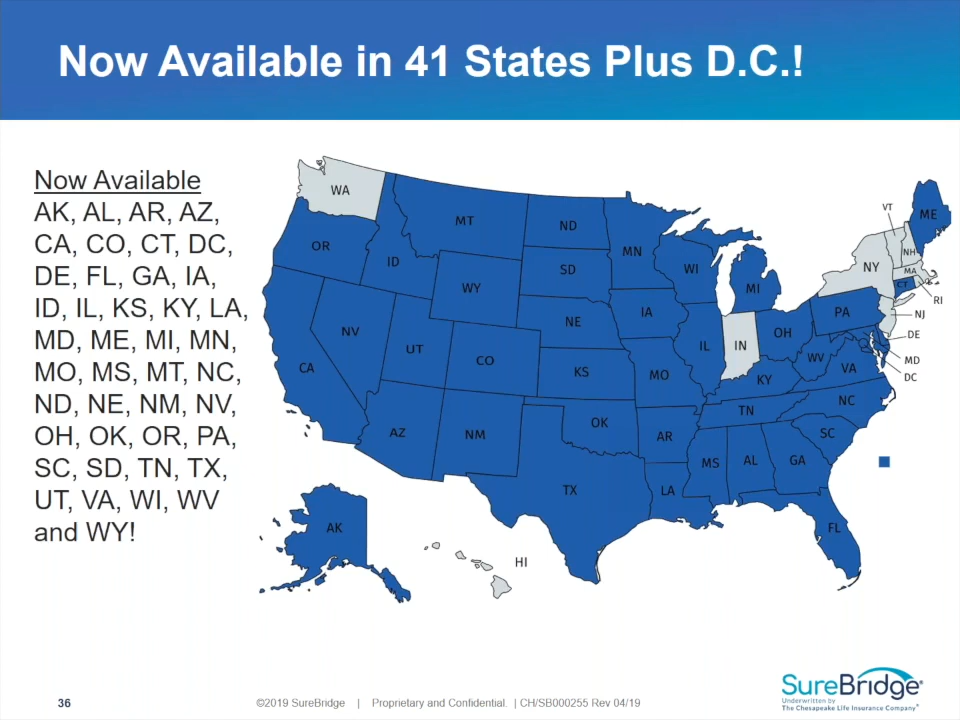 Now Available in 41 States Plus D.C.!
Now Available
AK, AL, AR, AZ,
CA, CO, CT, DC,
DE, FL, GA, IA,
ID, IL, KS, KY, LA,
MD, ME, MI, MN,
MO, MS, MT, NC,
ND, NE, NM, NV,
OH, OK, OR, PA,
SC, SD, TN, TX,
UT, VA, WI, WV
and WY!
WA
MT
ND
MN
VT
ME
OR
ID
SD
WI
NH
NY
MA
WY
MI
CT
RI
IA
PA
NJ
NV
NE
IL
IN
OH
DE
UT
CO
WV
MD
CA
KS
MO
KY
VA
DC
TN
NC
AZ
NM
OK
AR
SC
MS
AL
GA
TX
LA
AK
FL
HI
36
©2019 SureBridge | Proprietary and Confidential. | CH/SB000255 Rev 04/19
SureBridge®
Underwritten by
The Chesapeake Life Insurance Company®